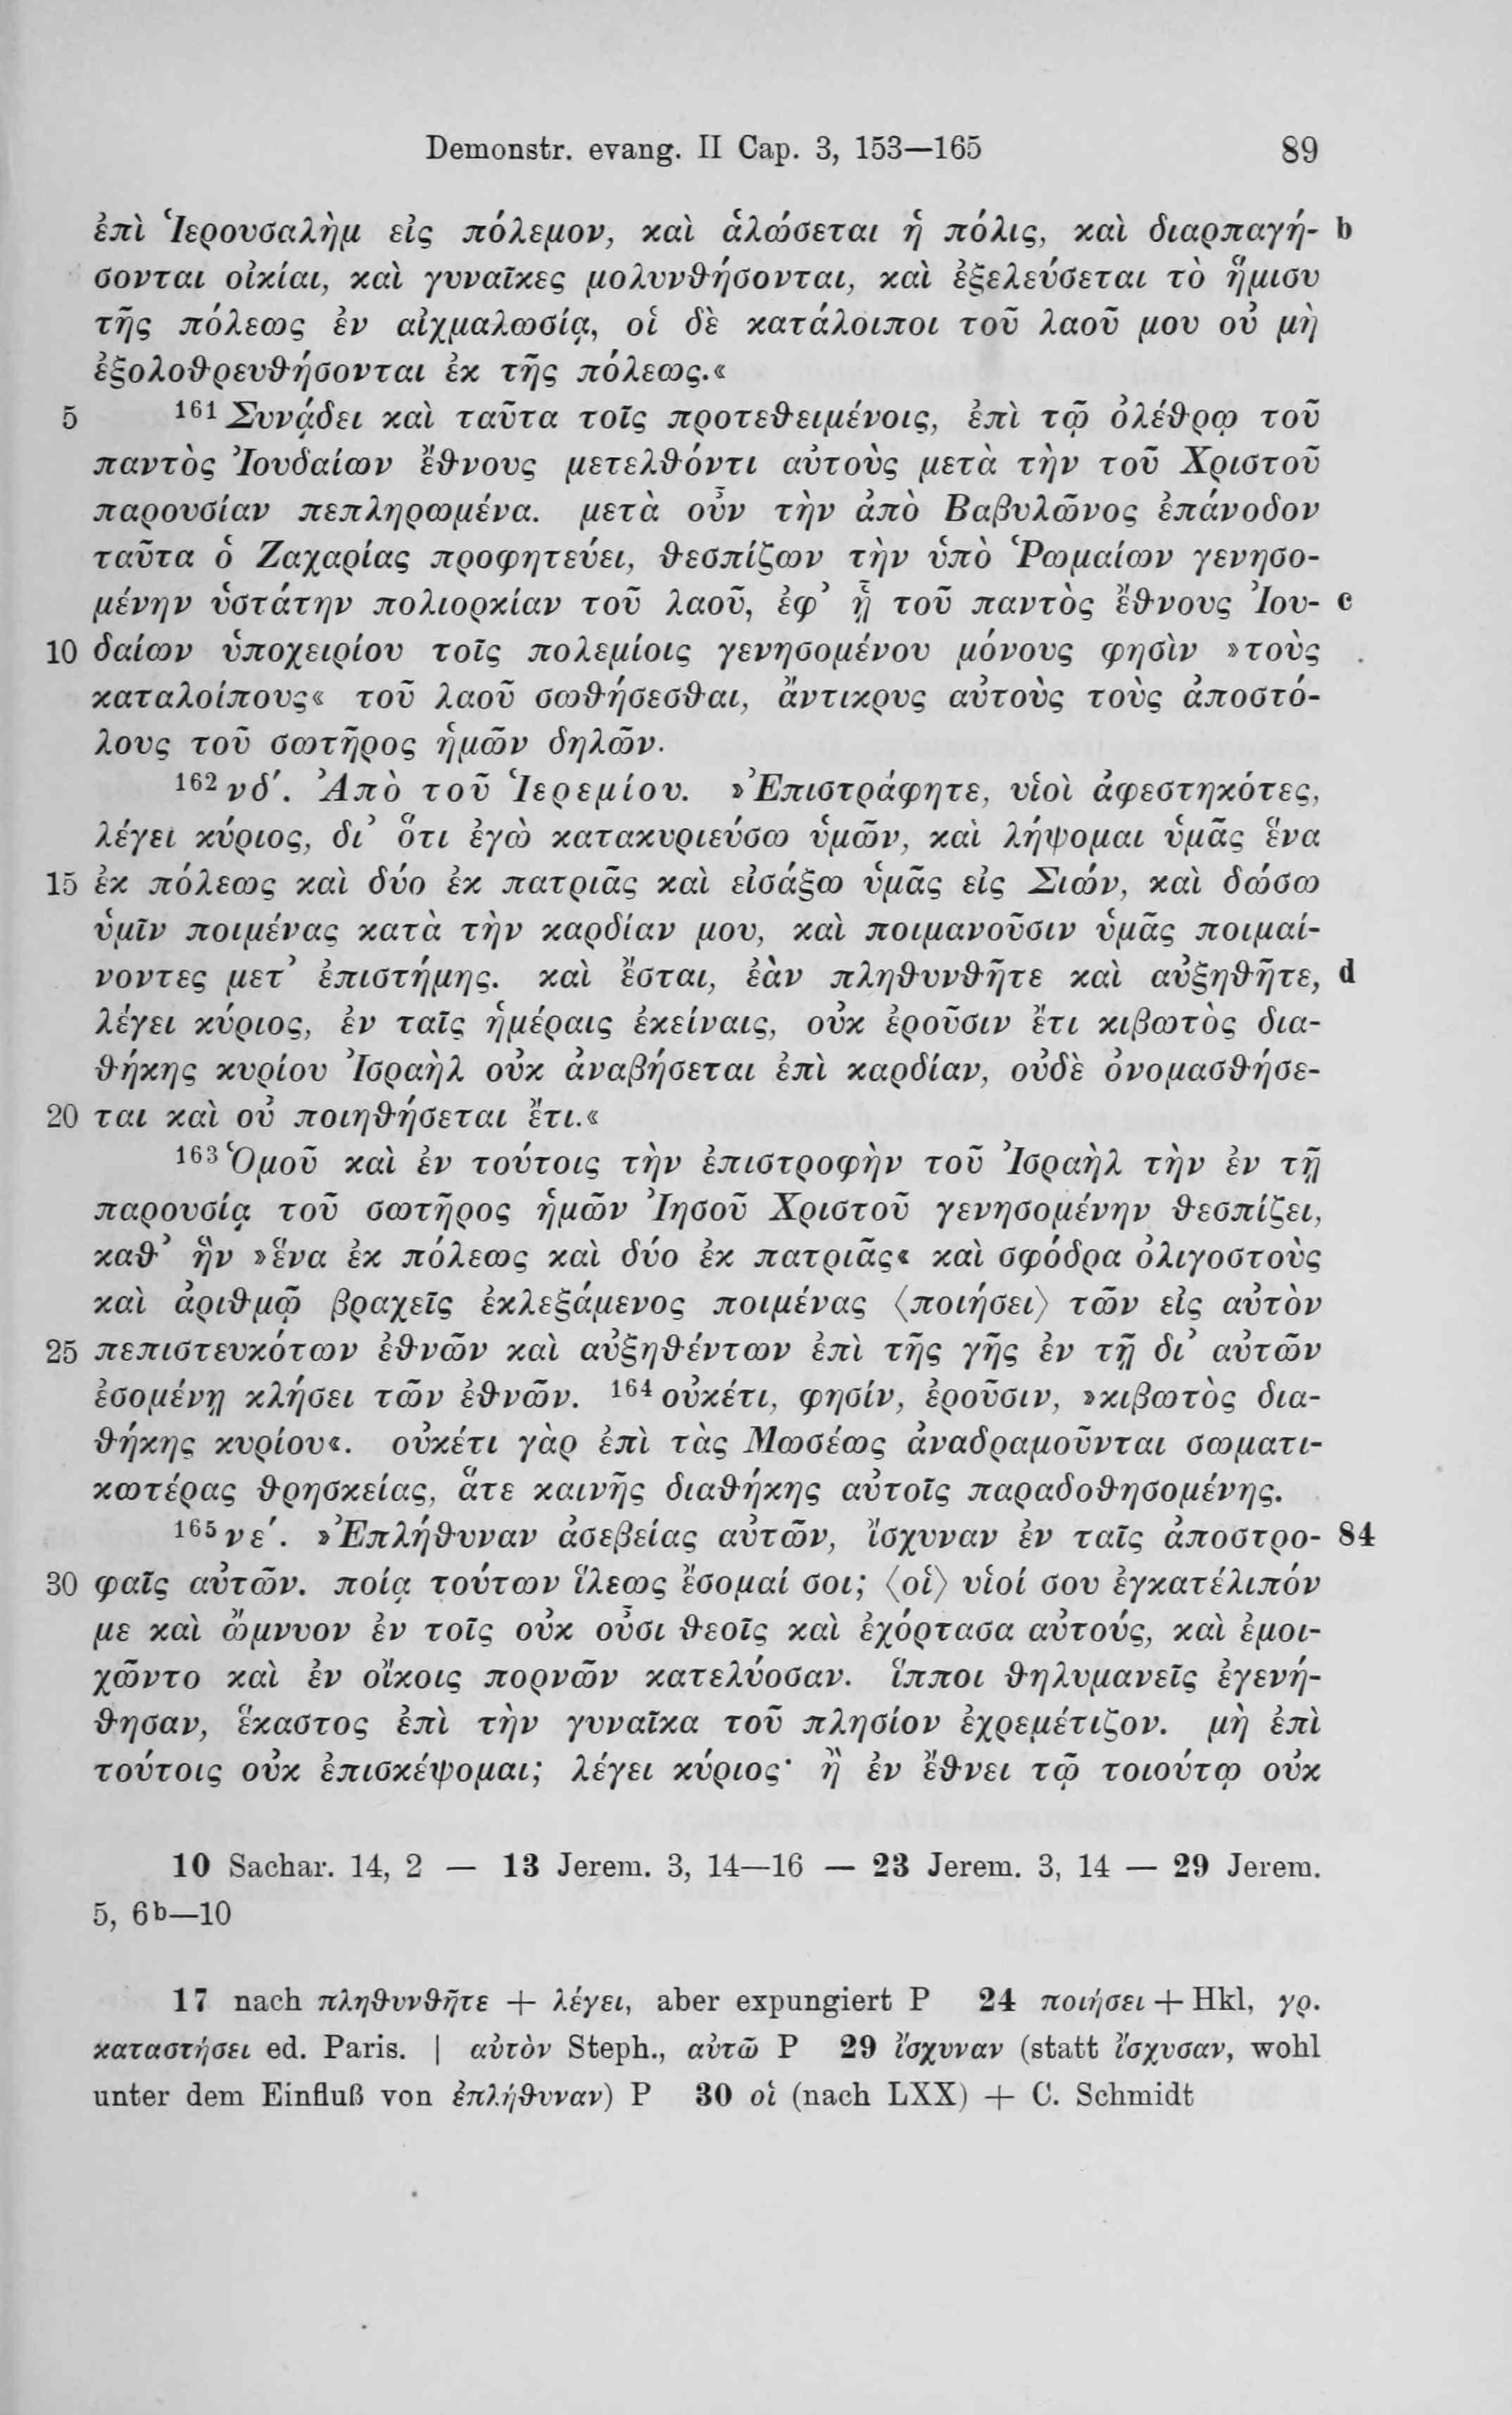 Demonstr. evang. II Cap. 3, 153—165 89
ἐπὶ Ἱερουσαλὴμ εἰς πόλεμον, καὶ ἁλώσεται ἡ πόλις, καὶ διαρπαγή- b
σονται οἰκίαι, καὶ γυναῖκες μολυνθήσονται, καὶ ἐξελεύσεται τὸ ἥμισυ
τῆς πόλεως ἐν αἰχμαλωσίᾳ, οἱ δὲ κατάλοιποι τοῦ λαοῦ μου οὐ μὴ
ἐξολοθρευθήσονται ἐκ τῆς πόλεως.«
5 161 Συνᾴδει καὶ ταῦτα τοῖς προτεθειμένοις, ἐπὶ τῷ ὀλέθρῳ τοῦ
παντὸς Ἰουδαίων ἔθνους μετελθόντι αὐτοὺς μετὰ τὴν τοῦ Χριστοῦ
παρουσίαν πεπληρωμένα. μετὰ οὖν τὴν ἀπὸ Βαβυλῶνος ἐπάνοδον
ταῦτα ὁ Ζαχαρίας προφητεύει, θεσπίζων τὴν ὑπὸ Ῥωμαίων γενησο-
μένην ὑστάτην πολιορκίαν τοῦ λαοῦ, ἐφ᾽ ᾗ τοῦ παντὸς ἔθνους Ἰου- c
10 δαίων ὑποχειρίου τοῖς πολεμίοις γενησομένου μόνους φησὶν »τοὺς
καταλοίπους« τοῦ λαοῦ σωθήσεσθαι, ἄντικρυς αὐτοὺς τοὺς ἀποστό-
λους τοῦ σωτῆρος ἡμῶν δηλῶν.
162 νδ΄. Ἀπὸ τοῦ Ἱερεμίου. »Ἐπιστράφητε, υἱοὶ ἀφεστηκότες,
λέγει κύριος, δι᾽ ὅτι ἐγὼ κατακυριεύσω ὑμῶν, καὶ λήψομαι ὑμᾶς ἕνα
15 ἐκ πόλεως καὶ δύο ἐκ πατριᾶς καὶ εἰσάξω ὑμᾶς εἰς Σιών, καὶ δώσω
ὑμῖν ποιμένας κατὰ τὴν καρδίαν μου, καὶ ποιμανοῦσιν ὑμᾶς ποιμαί-
νοντες μετ᾽ ἐπιστήμης. καὶ ἔσται, ἐὰν πληθυνθῆτε καὶ αὐξηθῆτε, d
λέγει κύριος, ἐν ταῖς ἡμέραις ἐκείναις, οὐκ ἐροῦσιν ἔτι κιβωτὸς δια-
θήκης κυρίου Ἰσραὴλ οὐκ ἀναβήσεται ἐπὶ καρδίαν, οὐδὲ ὀνομασθήσε-
20 ται καὶ οὐ ποιηθήσεται ἔτι.«
163 Ὁμοῦ καὶ ἐν τούτοις τὴν ἐπιστροφὴν τοῦ Ἰσραὴλ τὴν ἐν τῇ
παρουσίᾳ τοῦ σωτῆρος ἡμῶν Ἰησοῦ Χριστοῦ γενησομένην θεσπίζει,
καθ᾽ ἣν »ἕνα ἐκ πόλεως καὶ δύο ἐκ πατριᾶς« καὶ σφόδρα ὀλιγοστοὺς
καὶ ἀριθμῷ βραχεῖς ἐκλεξάμενος ποιμένας ⟨ποιήσει⟩ τῶν εἰς αὐτὸν
25 πεπιστευκότων ἐθνῶν καὶ αὐξηθέντων ἐπὶ τῆς γῆς ἐν τῇ δι᾽ αὐτῶν
ἐσομένῃ κλήσει τῶν ἐθνῶν. 164 οὐκέτι, φησίν, ἐροῦσιν, »κιβωτὸς δια-
θήκης κυρίου«. οὐκέτι γὰρ ἐπὶ τὰς Μωσέως ἀναδραμοῦνται σωματι-
κωτέρας θρησκείας, ἅτε καινῆς διαθήκης αὐτοῖς παραδοθησομένης.
165 νε΄. »Ἐπλήθυναν ἀσεβείας αὐτῶν, ἴσχυναν ἐν ταῖς ἀποστρο- 84
30 φαῖς αὐτῶν. ποίᾳ τούτων ἵλεως ἔσομαί σοι; ⟨οἱ⟩ υἱοί σου ἐγκατέλιπόν
με καὶ ὤμνυον ἐν τοῖς οὐκ οὖσι θεοῖς καὶ ἐχόρτασα αὐτούς, καὶ ἐμοι-
χῶντο καὶ ἐν οἴκοις πορνῶν κατελύοσαν. ἵπποι θηλυμανεῖς ἐγενή-
θησαν, ἕκαστος ἐπὶ τὴν γυναῖκα τοῦ πλησίον ἐχρεμέτιζον. μὴ ἐπὶ
τούτοις οὐκ ἐπισκέψομαι; λέγει κύριος· ἢ ἐν ἔθνει τῷ τοιούτῳ οὐκ
10 Sachar. 14, 2 — 13 Jerem. 3, 14—16 — 23 Jerem. 3, 14 — 29 Jerem.
5, 6b—10
17 nach πληθυνθῆτε + λέγει, aber expungiert P 24 ποιήσει + Hkl, γρ.
καταστήσει ed. Paris. | αὐτὸν Steph., αὐτῶ P 29 ἴσχυναν (statt ἴσχυσαν, wohl
unter dem Einfluß von ἐπλήθυναν) P 30 οἱ (nach LXX) + C. Schmidt